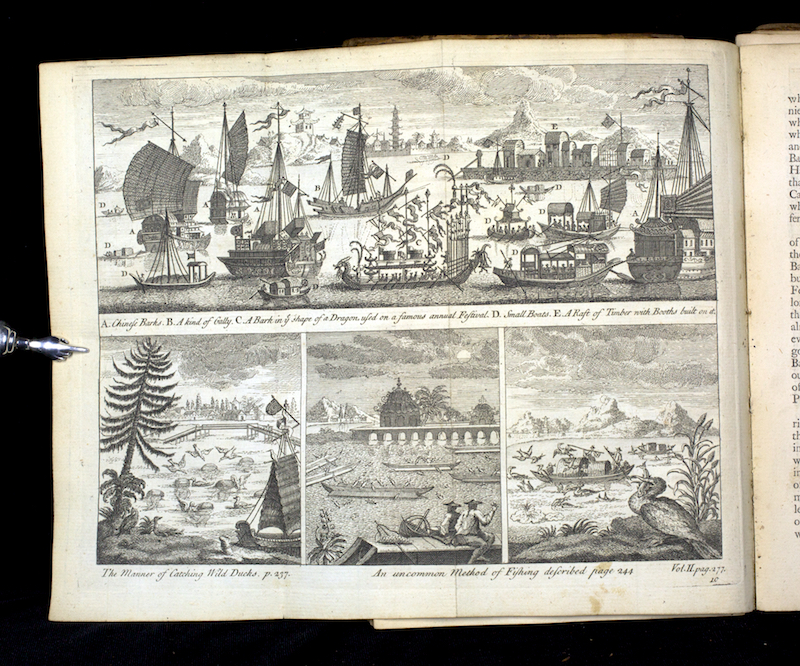 E
D
B
D
A
D
D
D
A
D
C
D
D
D
A. Chineſe Barks. B. A kind of Gally. C. A Bark in yͤ ſhape of a Dragon, uſed on a famous annual Feſtival. D. Small Boats. E. A Raft of Timber with Booths built on it.
The Manner of Catching Wild Ducks. p. 237.
An uncommon Method of Fiſhing deſcribed page 244
Vol. II. pag. 277.